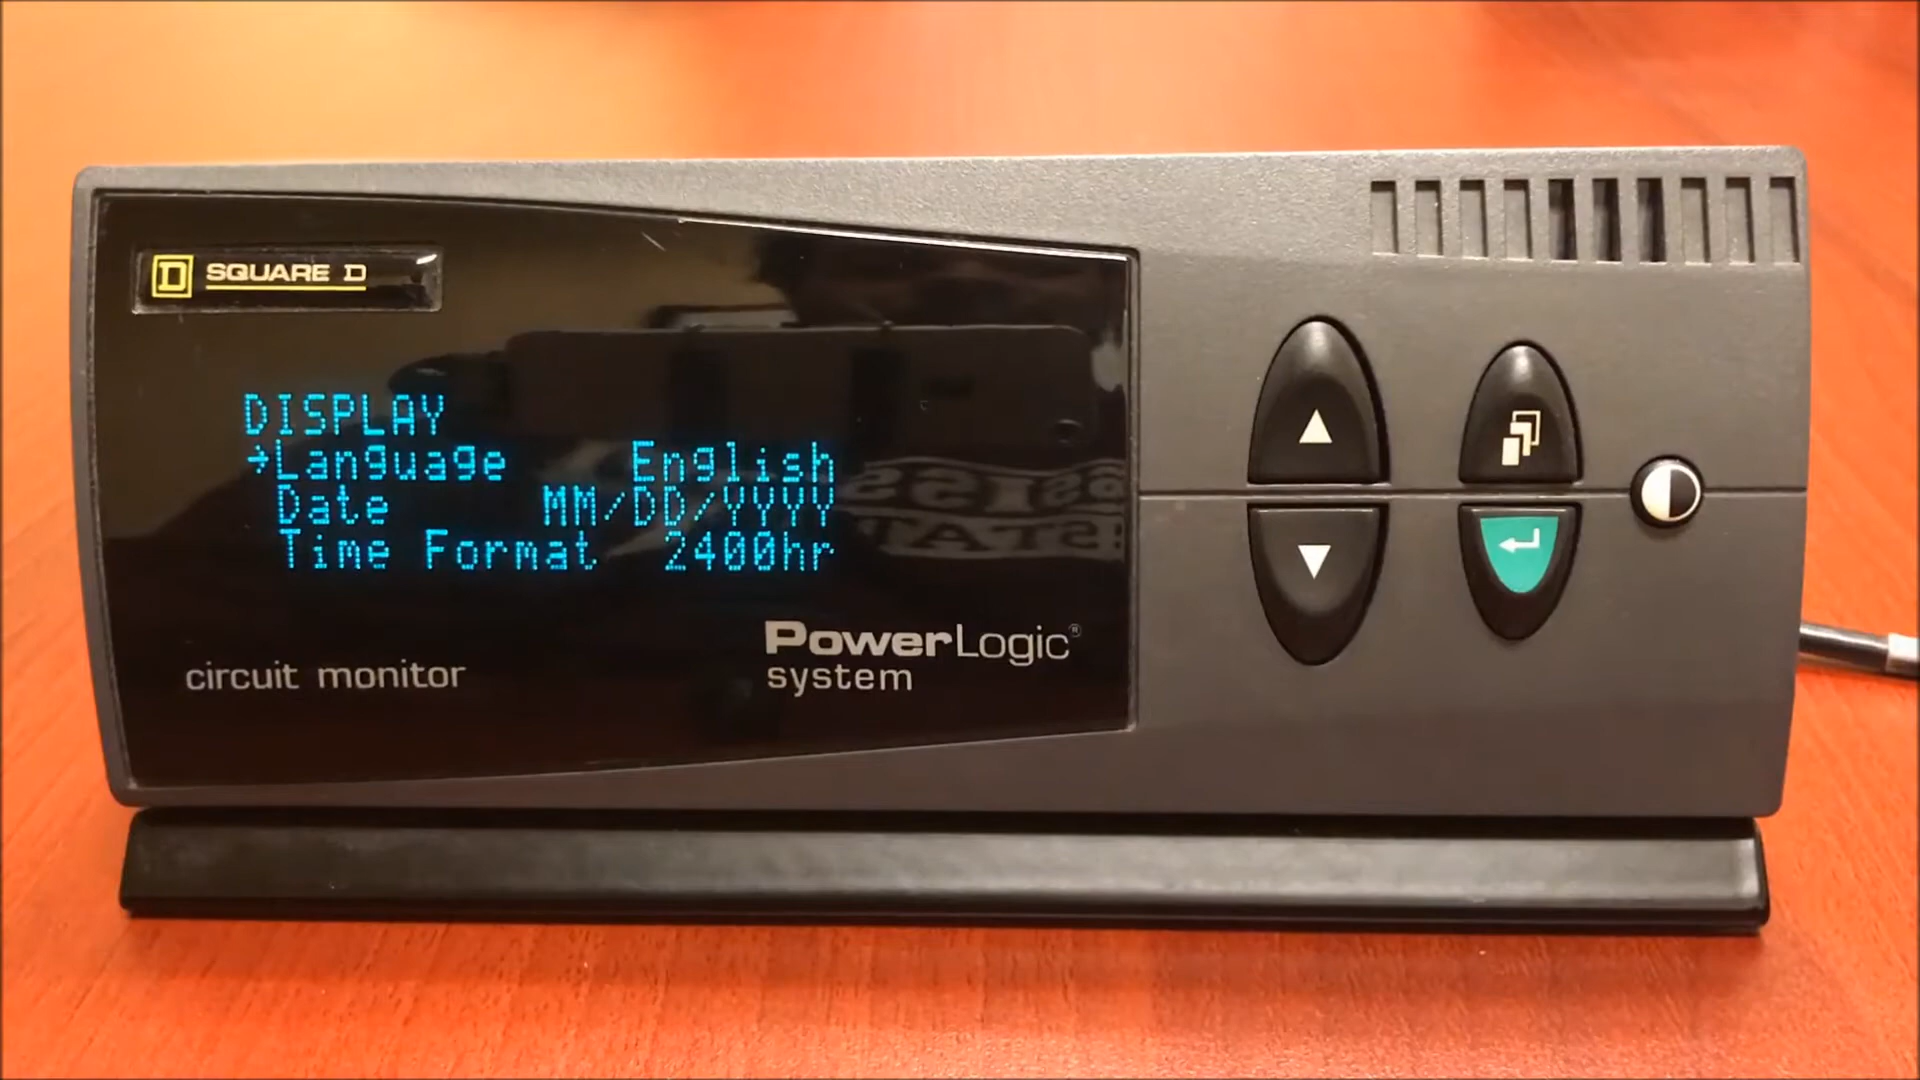 D SQUARE D
DISPLAY
→Language English
Date MM/DD/YYYY
Time Format 2400hr
PowerLogic®
system
circuit monitor